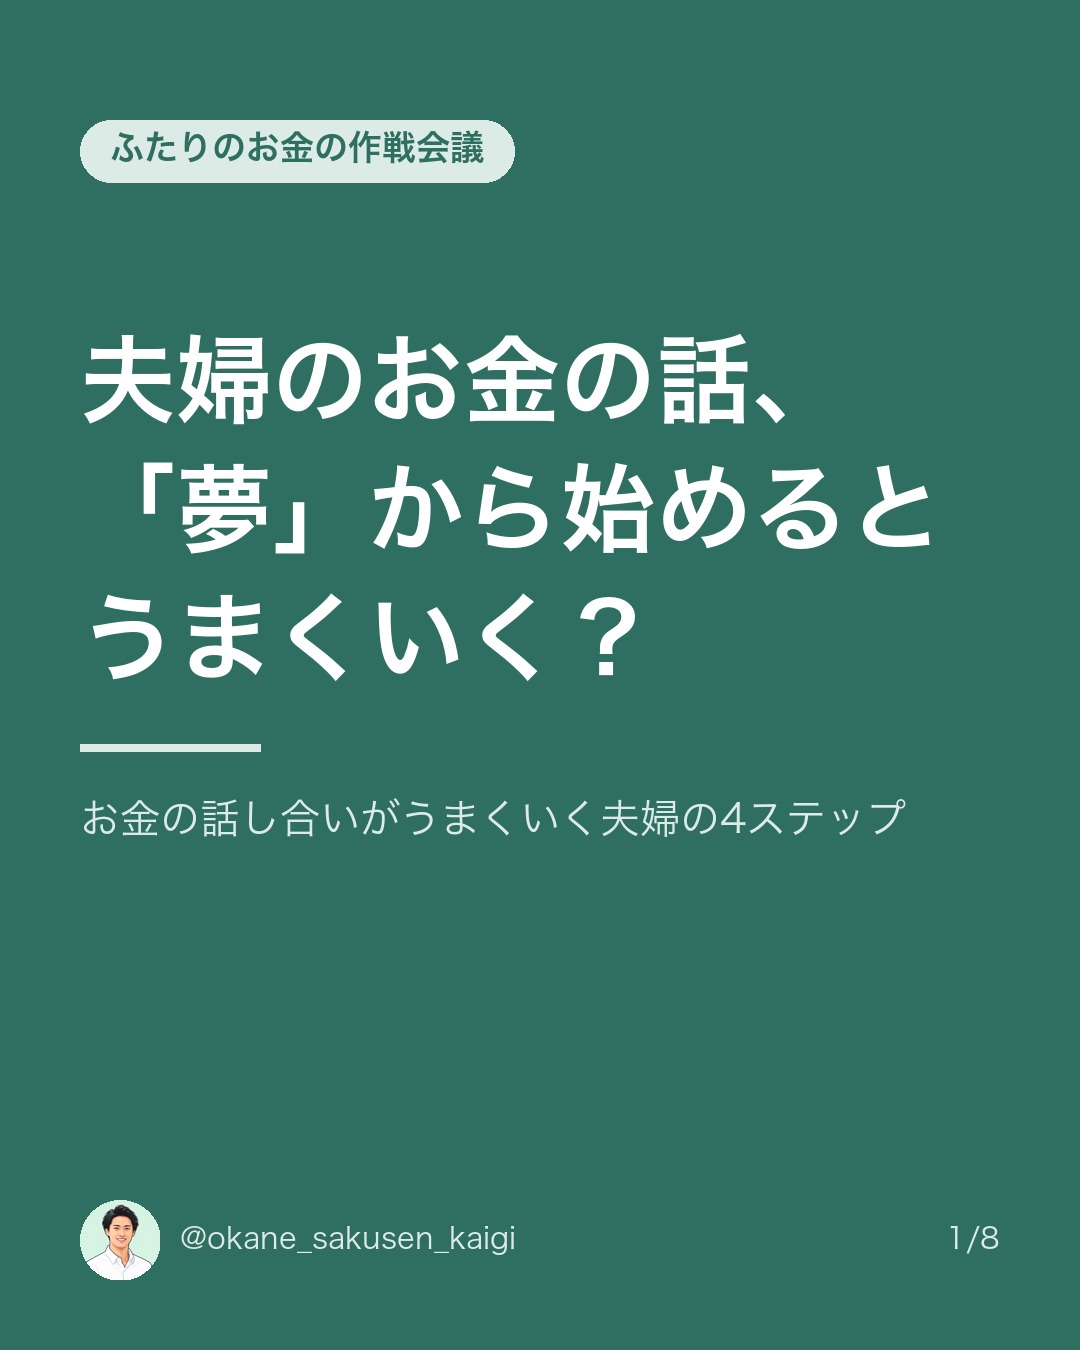 ふたりのお金の作戦会議
夫婦のお金の話、
「夢」から始めると
うまくいく？
お金の話し合いがうまくいく夫婦の4ステップ
@okane_sakusen_kaigi
1/8